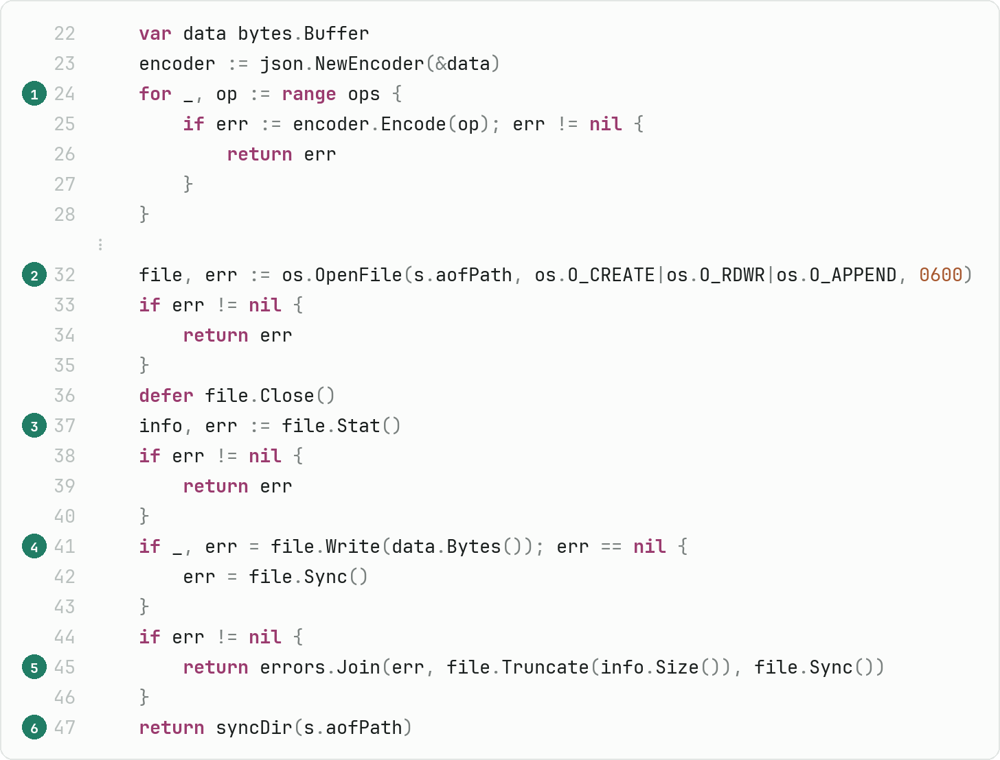 22 var data bytes.Buffer
23 encoder := json.NewEncoder(&data)
1 24 for _, op := range ops {
25 if err := encoder.Encode(op); err != nil {
26 return err
27 }
28 }
⋮
2 32 file, err := os.OpenFile(s.aofPath, os.O_CREATE|os.O_RDWR|os.O_APPEND, 0600)
33 if err != nil {
34 return err
35 }
36 defer file.Close()
3 37 info, err := file.Stat()
38 if err != nil {
39 return err
40 }
4 41 if _, err = file.Write(data.Bytes()); err == nil {
42 err = file.Sync()
43 }
44 if err != nil {
5 45 return errors.Join(err, file.Truncate(info.Size()), file.Sync())
46 }
6 47 return syncDir(s.aofPath)